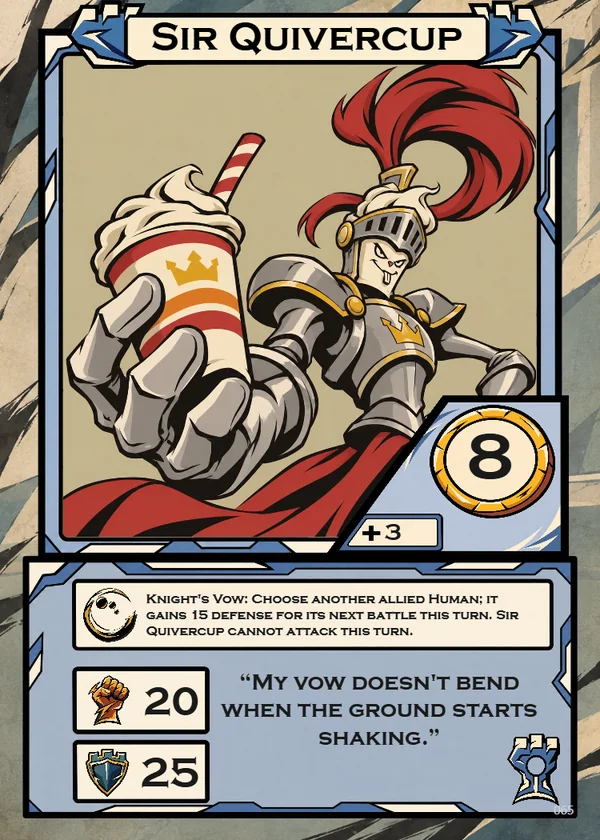 Sir Quivercup
8
+3
Knight's Vow: Choose another allied Human; it
gains 15 defense for its next battle this turn. Sir
Quivercup cannot attack this turn.
20
“My vow doesn't bend
when the ground starts
shaking.”
25
065